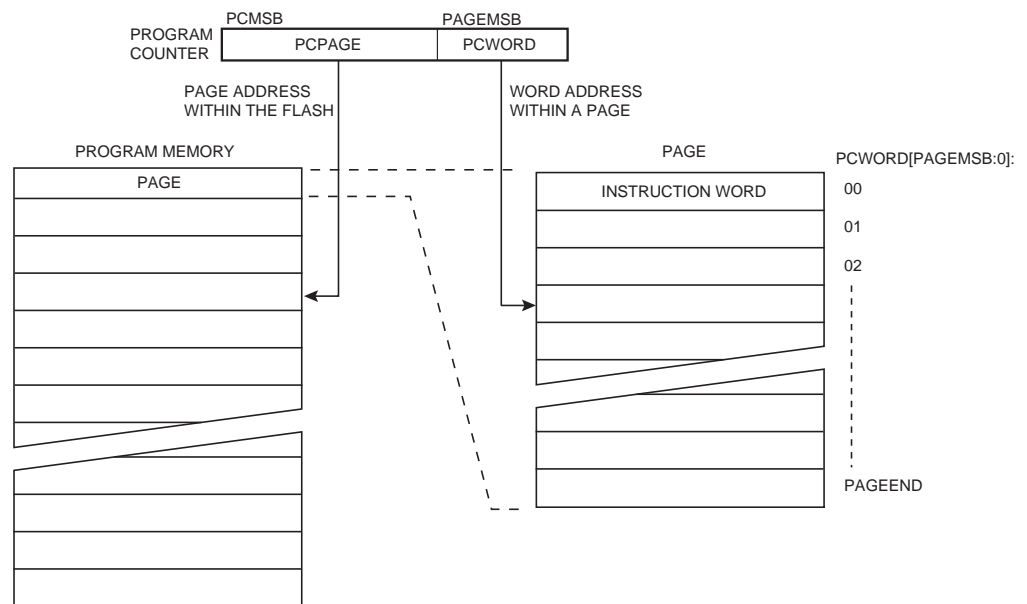 PCMSB
PAGEMSB
PROGRAM
COUNTER
PCPAGE
PCWORD
PAGE ADDRESS
WITHIN THE FLASH
WORD ADDRESS
WITHIN A PAGE
PROGRAM MEMORY
PAGE
PAGE
PCWORD[PAGEMSB:0]:
INSTRUCTION WORD
00
01
02
PAGEEND